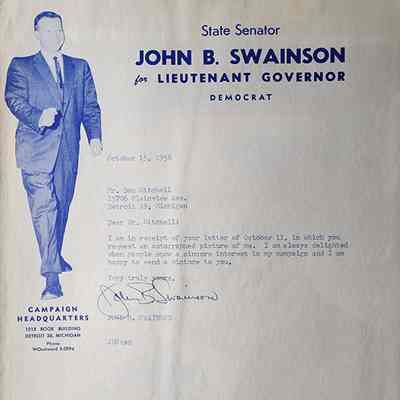 State Senator
JOHN B. SWAINSON
for LIEUTENANT GOVERNOR
DEMOCRAT
October 15, 1958
Mr. Ben Mitchell
15706 Plainview Ave.
Detroit 23, Michigan
Dear Mr. Mitchell:
I am in receipt of your letter of October 11, in which you
request an autographed picture of me. I am always delighted
when people show a sincere interest in my campaign and I am
happy to send a picture to you.
Very truly yours,
John B. Swainson
JOHN B. SWAINSON
CAMPAIGN
HEADQUARTERS
1018 BOOK BUILDING
DETROIT 26, MICHIGAN
Phone
WOodward 5-0896